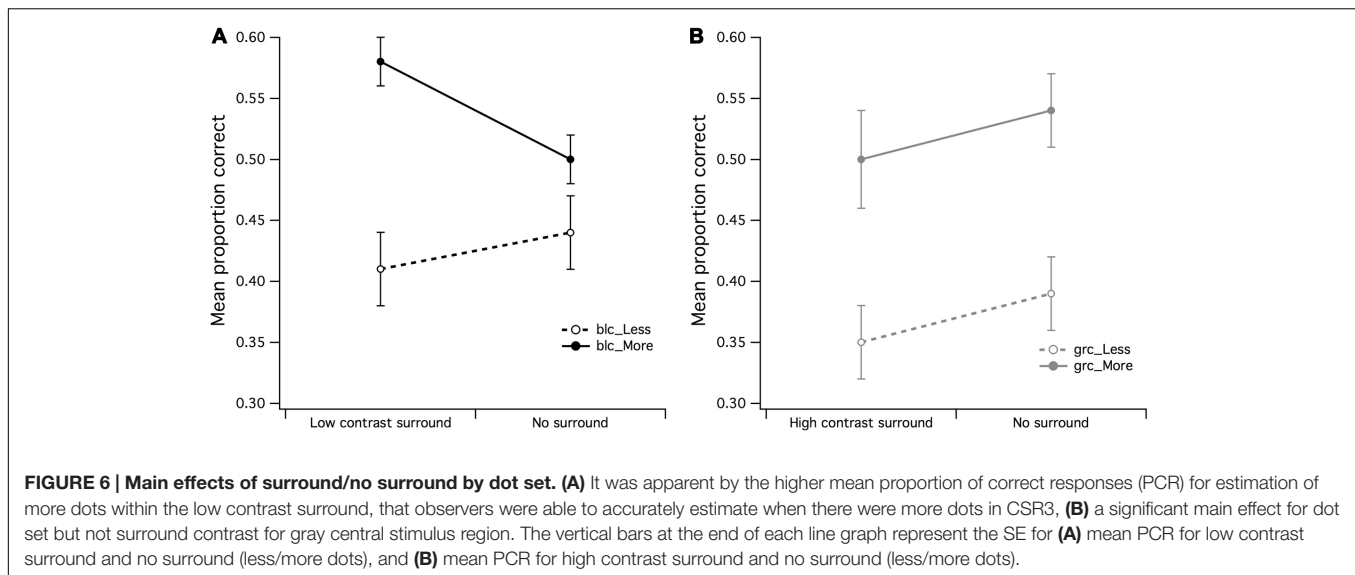 A
B
0.60
0.55
0.50
0.45
0.40
0.35
0.30
Mean proportion correct
blc_Less
blc_More
Low contrast surround
No surround
0.60
0.55
0.50
0.45
0.40
0.35
0.30
Mean proportion correct
grc_Less
grc_More
High contrast surround
No surround
FIGURE 6 | Main effects of surround/no surround by dot set. (A) It was apparent by the higher mean proportion of correct responses (PCR) for estimation of
more dots within the low contrast surround, that observers were able to accurately estimate when there were more dots in CSR3, (B) a significant main effect for dot
set but not surround contrast for gray central stimulus region. The vertical bars at the end of each line graph represent the SE for (A) mean PCR for low contrast
surround and no surround (less/more dots), and (B) mean PCR for high contrast surround and no surround (less/more dots).